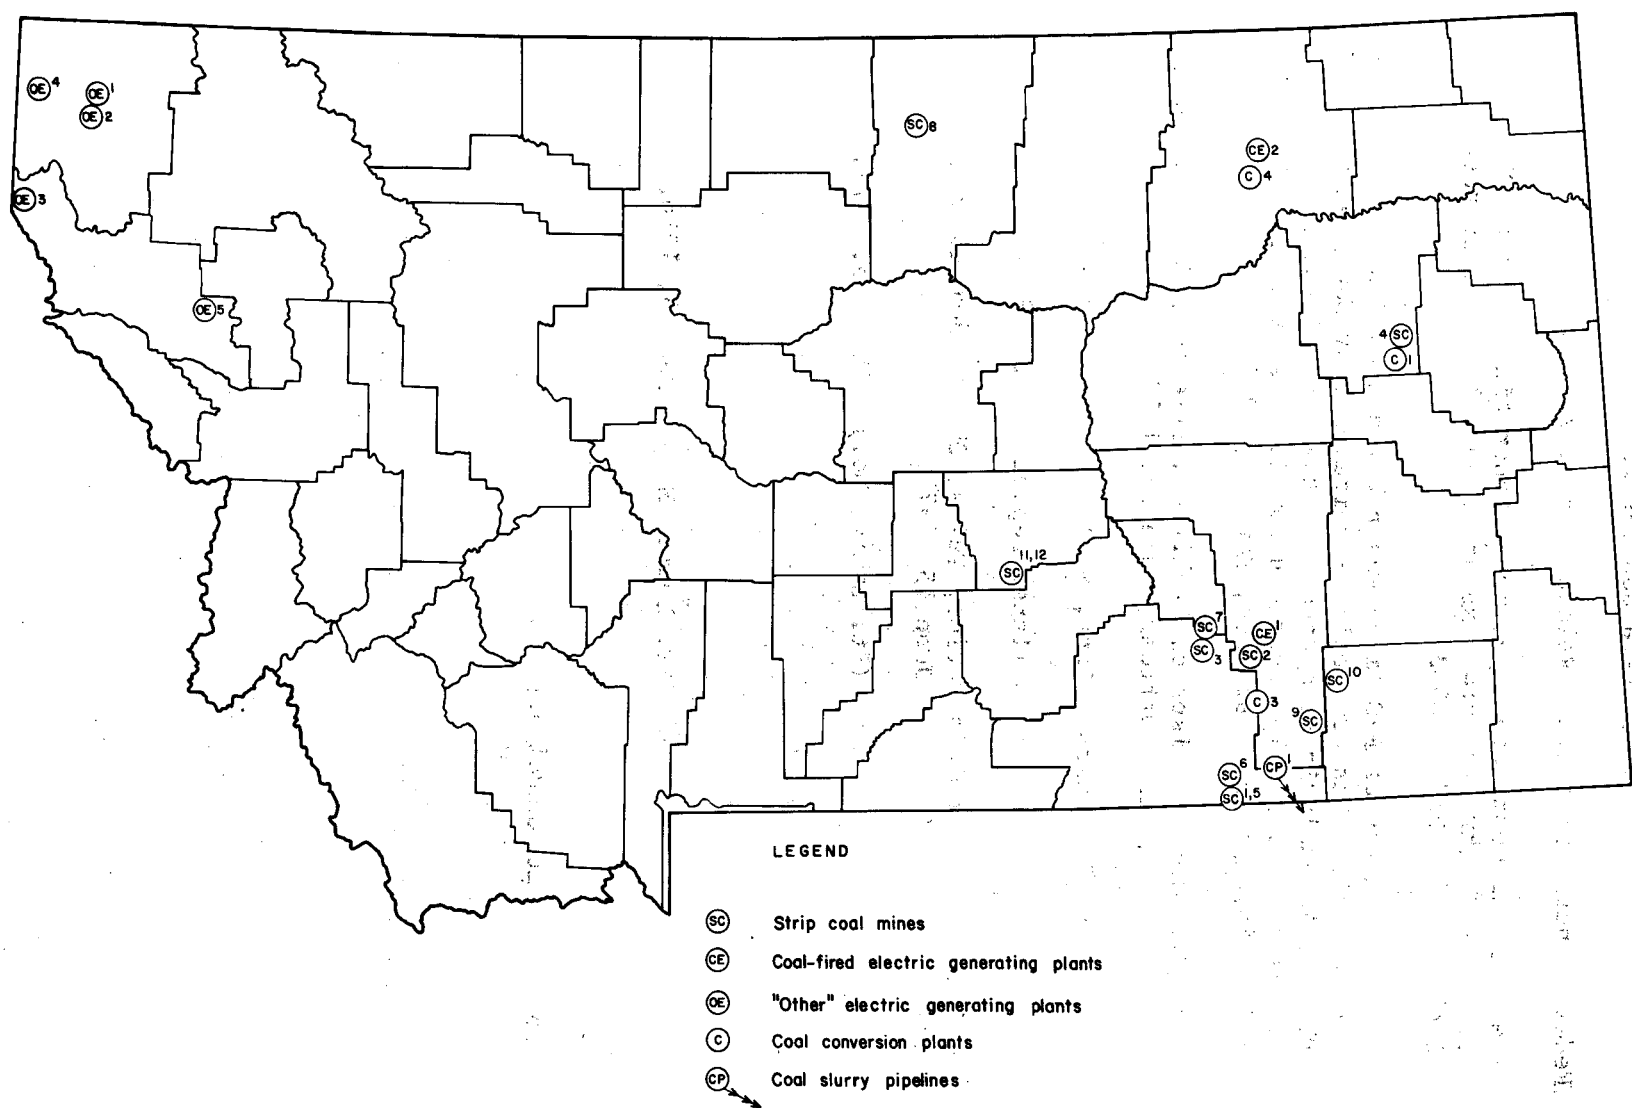 OE 4
OE 1
OE 2
SC 8
CE 2
C 4
OE 3
OE 5
4 SC
C 1
11,12
SC
SC 7
CE 1
SC 3
SC 2
SC 10
C 3
9 SC
SC 6
CP 1
SC 1,5
LEGEND
SC Strip coal mines
CE Coal-fired electric generating plants
OE "Other" electric generating plants
C Coal conversion plants
CP Coal slurry pipelines